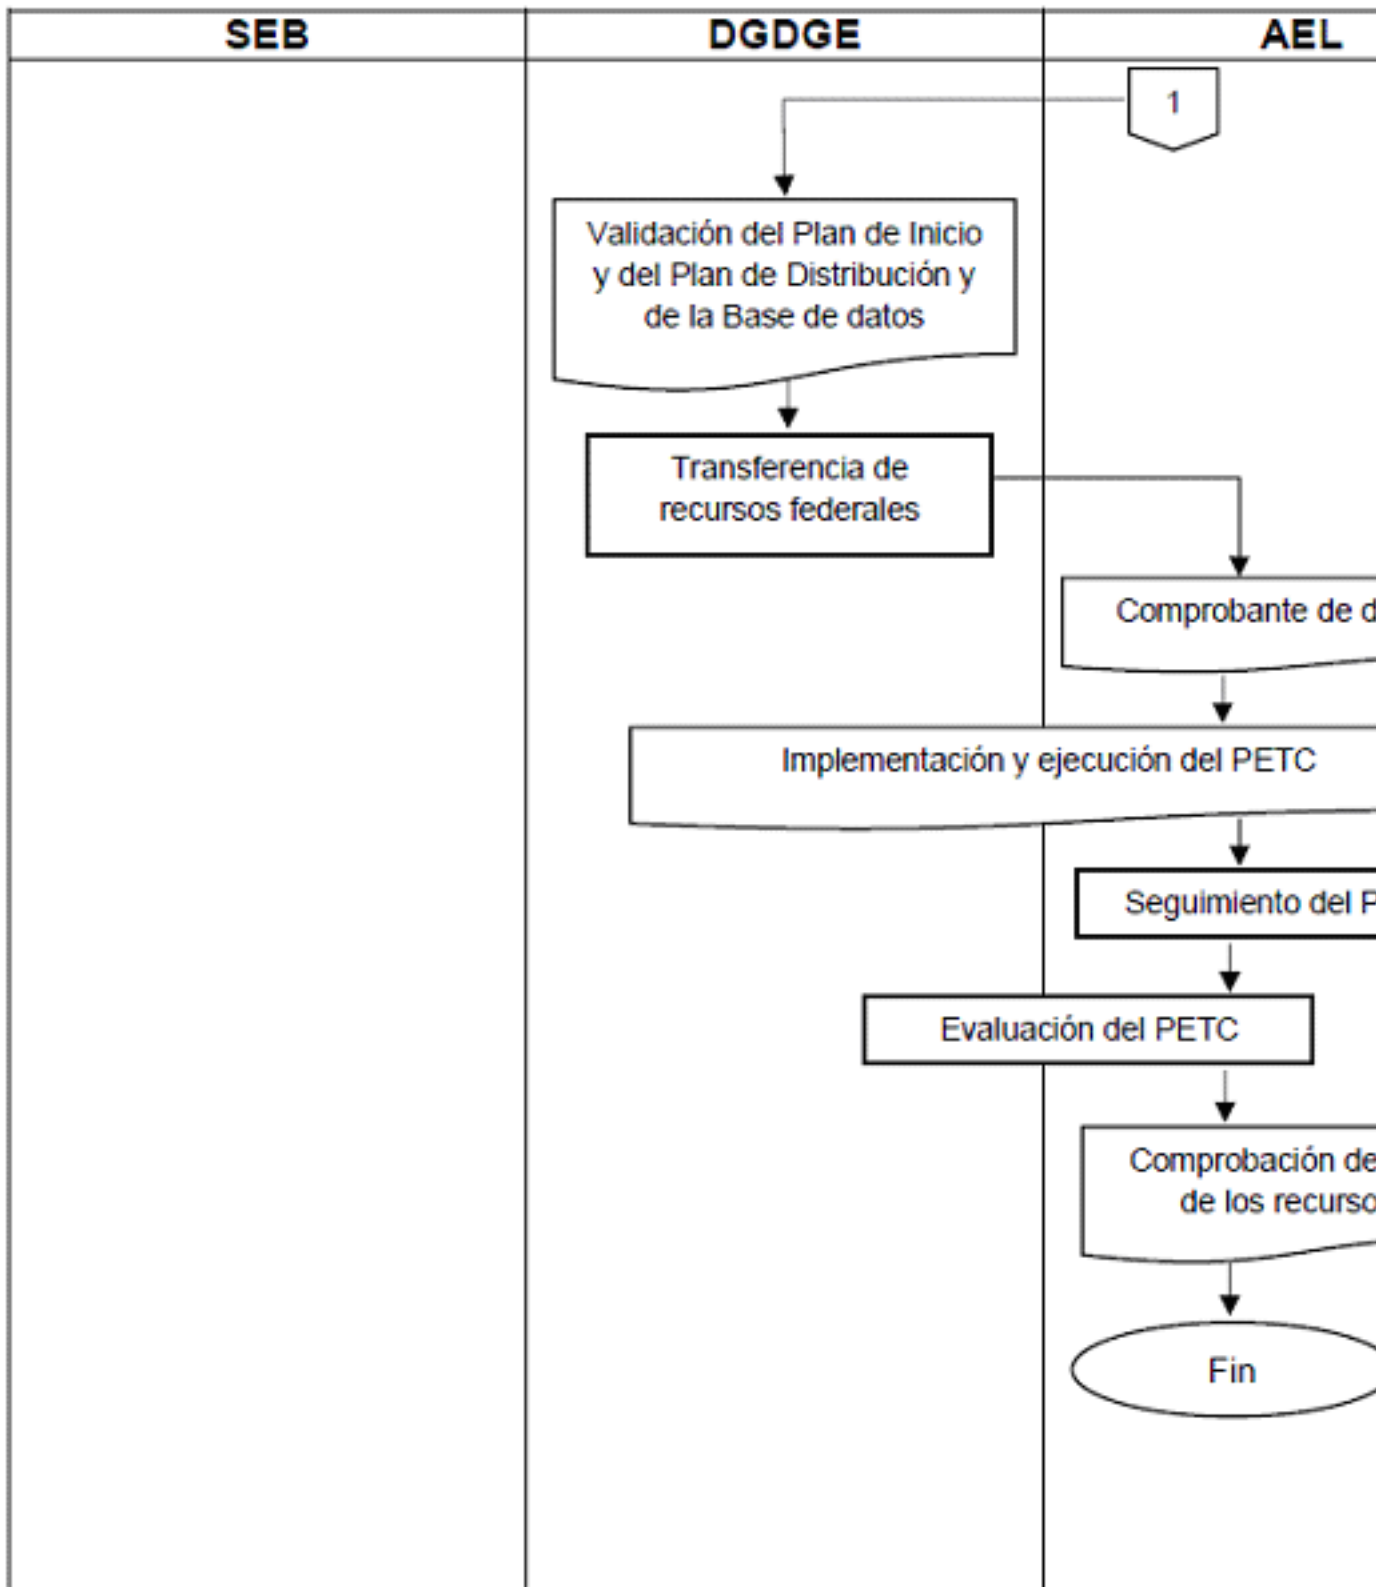 SEB
DGDGE
AEL
1
Validación del Plan de Inicio
y del Plan de Distribución y
de la Base de datos
Transferencia de
recursos federales
Comprobante de
Implementación y ejecución del PETC
Seguimiento del
Evaluación del PETC
Comprobación de
de los
Fin